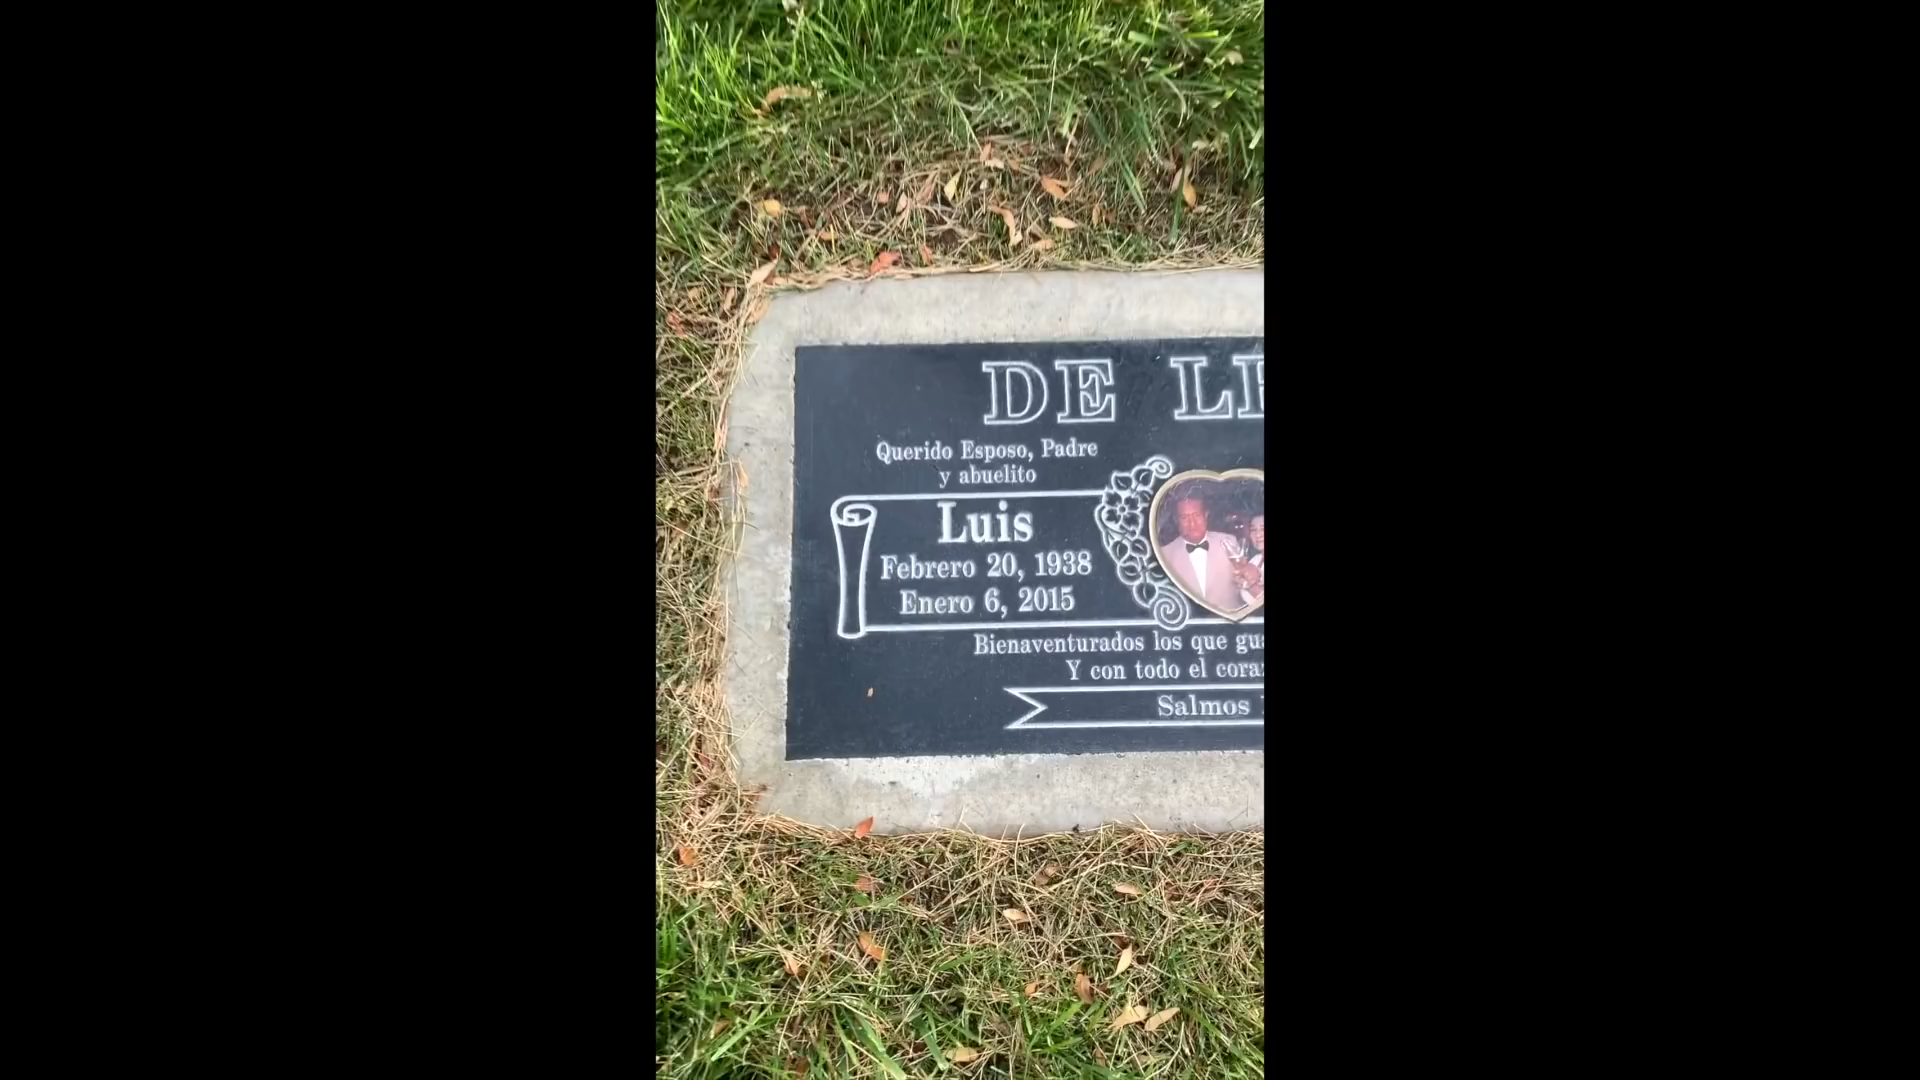 DE
Querido Esposo, Padre
y abuelito
Luis
Febrero 20, 1938
Enero 6, 2015
Bienaventurados los que
Y con todo el
Salmos